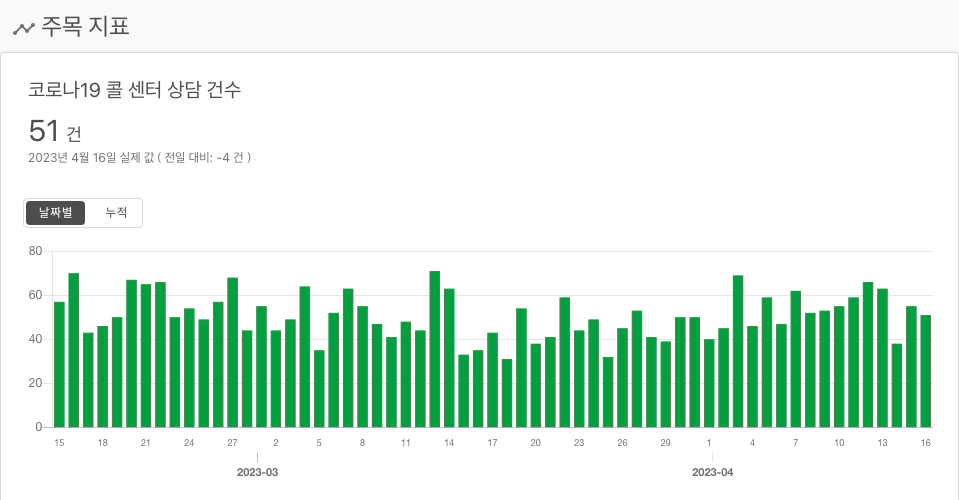 주목 지표
코로나19 콜 센터 상담 건수
51 건
2023년 4월 16일 실제 값 ( 전일 대비: -4 건 )
날짜별 누적
80
60
40
20
0
15 18 21 24 27 2 5 8 11 14 17 20 23 26 29 1 4 7 10 13 16
2023-03 2023-04